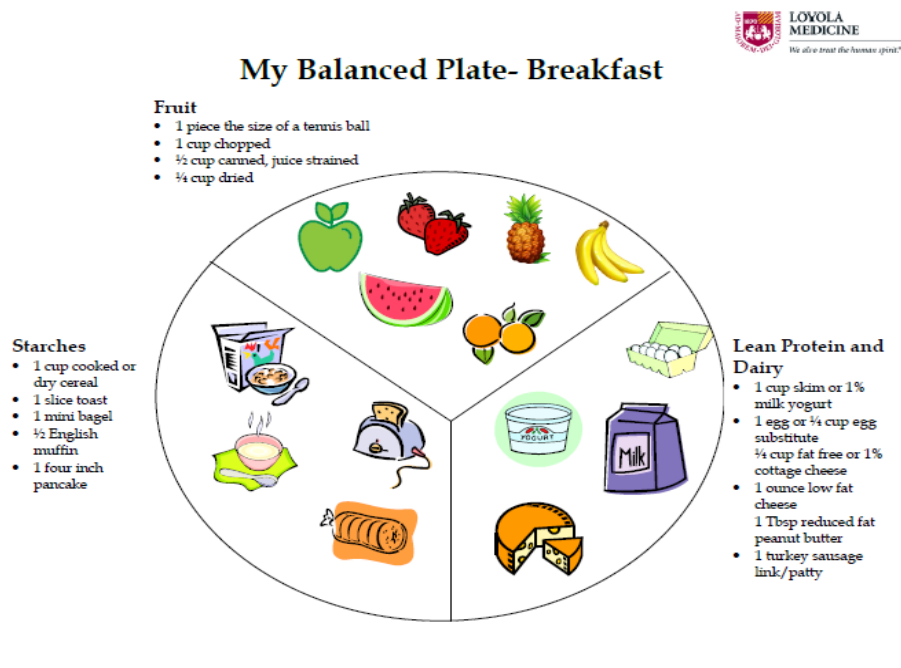 LOYOLA
MEDICINE
We also treat the human spirit.®
My Balanced Plate- Breakfast
Fruit
• 1 piece the size of a tennis ball
• 1 cup chopped
• ½ cup canned, juice strained
• ¼ cup dried
Starches
• 1 cup cooked or
dry cereal
• 1 slice toast
• 1 mini bagel
• ½ English
muffin
• 1 four inch
pancake
YOGURT
Milk
Lean Protein and
Dairy
• 1 cup skim or 1%
milk yogurt
• 1 egg or ¼ cup egg
substitute
¼ cup fat free or 1%
cottage cheese
• 1 ounce low fat
cheese
1 Tbsp reduced fat
peanut butter
• 1 turkey sausage
link/patty